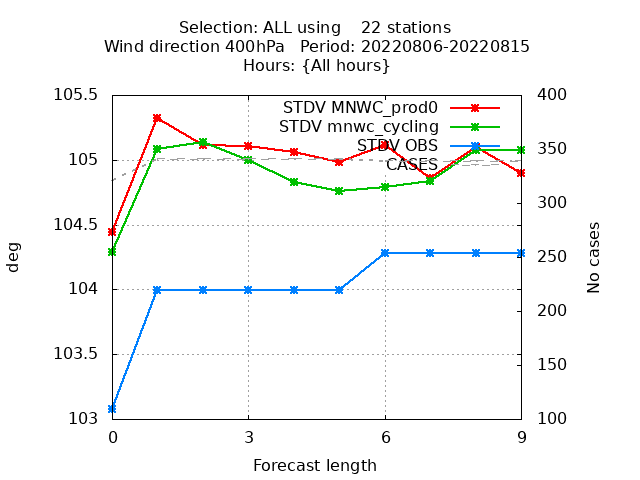 Selection: ALL using    22 stations
Wind direction 400hPa   Period: 20220806-20220815
Hours: {All hours}
STDV MNWC_prod0
STDV mnwc_cycling
STDV OBS
CASES
105.5
105
104.5
104
103.5
103
deg
400
350
300
250
200
150
100
No cases
0 3 6 9
Forecast length